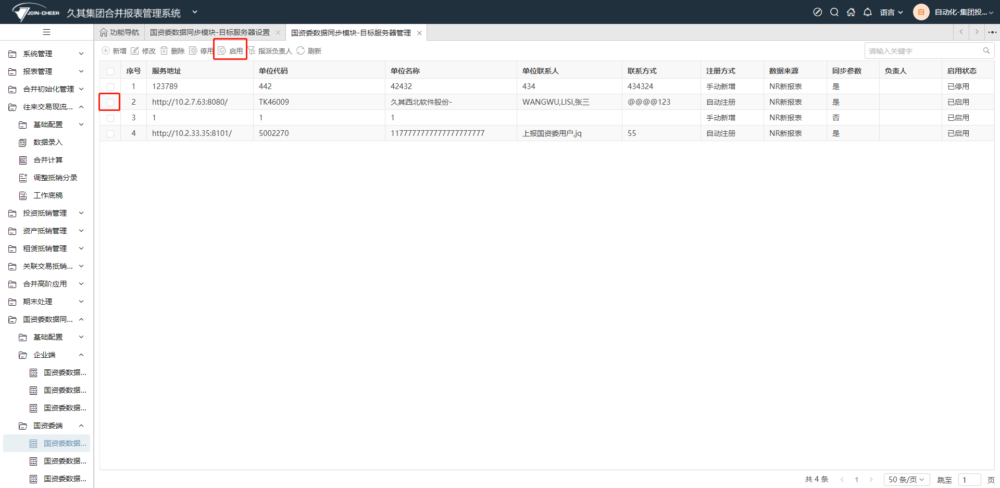 JOIN-CHEER 久其集团合并报表管理系统 语言 自 自动化-集团投...
功能导航 国资委数据同步模块-目标服务器设置 国资委数据同步模块-目标服务器管理
新增 修改 删除 停用 启用 指派负责人 刷新 请输入关键字
序号 服务地址 单位代码 单位名称 单位联系人 联系方式 注册方式 数据来源 同步参数 负责人 启用状态
1 123789 442 42432 434 434324 手动新增 NR新报表 是 已停用
2 http://10.2.7.63:8080/ TK46009 久其西北软件股份- WANGWU,LISI,张三 @@@@123 自动注册 NR新报表 是 已启用
3 1 1 1 手动新增 NR新报表 否 已启用
4 http://10.2.33.35:8101/ 5002270 1177777777777777777777 上报国资委用户,jq 55 自动注册 NR新报表 是 已启用
系统管理
报表管理
合并初始化管理
往来交易现流...
基础配置
数据录入
合并计算
调整抵销分录
工作底稿
投资抵销管理
资产抵销管理
租赁抵销管理
关联交易抵销...
合并高阶应用
期末处理
国资委数据同...
基础配置
企业端
国资委数据...
国资委数据...
国资委数据...
国资委端
国资委数据...
国资委数据...
国资委数据...
共 4 条 1 50 条/页 跳至 1 页